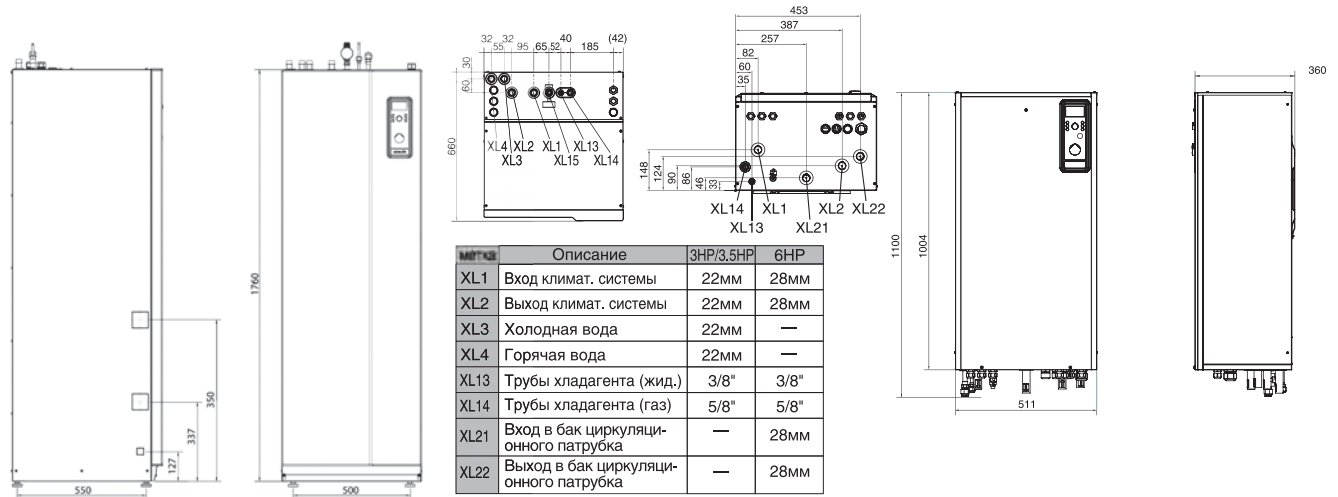 550
127
337
350
1760
500
32 32 40 (42)
55 95 65 52 185
30
60
660
XL4 XL2 XL1 XL13
XL3 XL15 XL14
453
387
257
82
60
35
148
124
90
86
46
33
XL14 XL1 XL2 XL22
XL13 XL21
метка Описание 3HP/3.5HP 6HP
XL1 Вход климат. системы 22мм 28мм
XL2 Выход климат. системы 22мм 28мм
XL3 Холодная вода 22мм —
XL4 Горячая вода 22мм —
XL13 Трубы хладагента (жид.) 3/8" 3/8"
XL14 Трубы хладагента (газ) 5/8" 5/8"
XL21 Вход в бак циркуляци-
онного патрубка — 28мм
XL22 Выход в бак циркуляци-
онного патрубка — 28мм
1100
1004
511
360